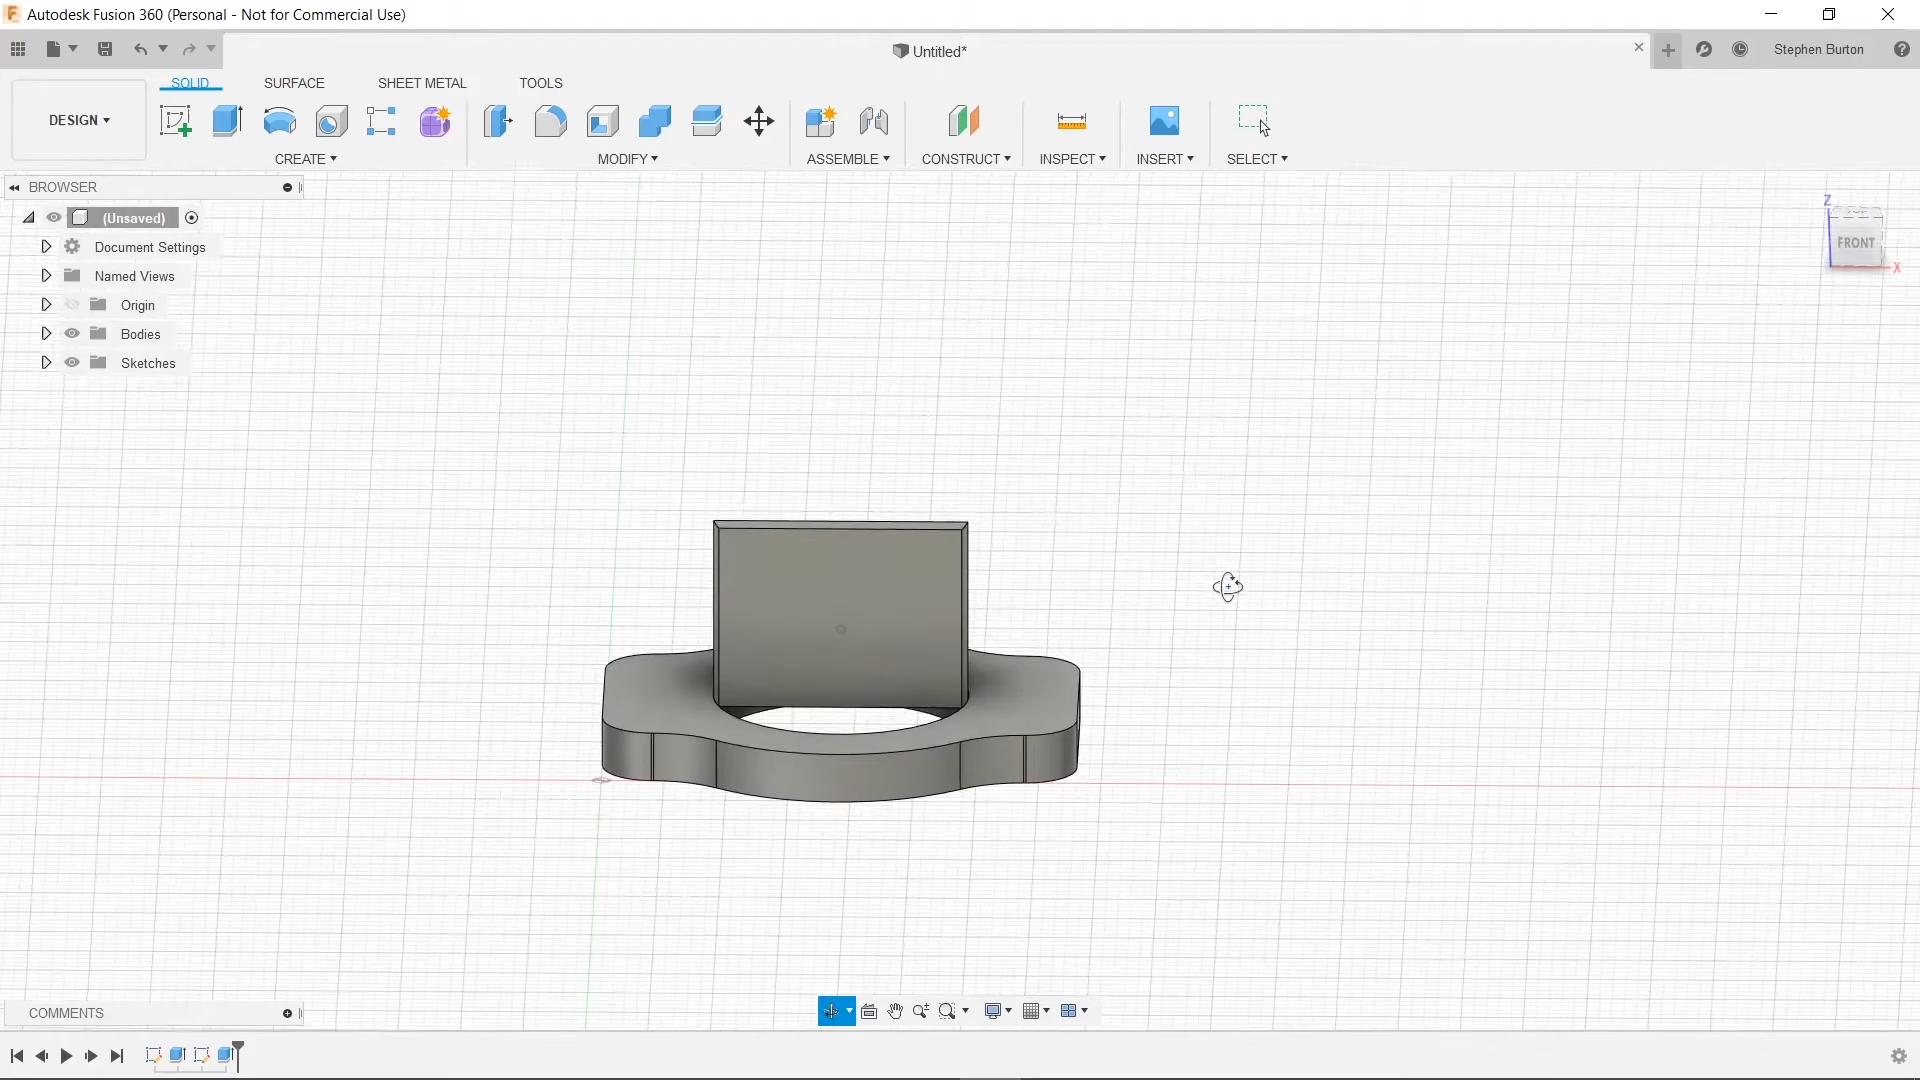 Autodesk Fusion 360 (Personal - Not for Commercial Use)
Untitled*
Stephen Burton
SOLID SURFACE SHEET METAL TOOLS
DESIGN
CREATE MODIFY ASSEMBLE CONSTRUCT INSPECT INSERT SELECT
BROWSER
(Unsaved)
Document Settings
Named Views
Origin
Bodies
Sketches
Z
TOP
FRONT
X
COMMENTS